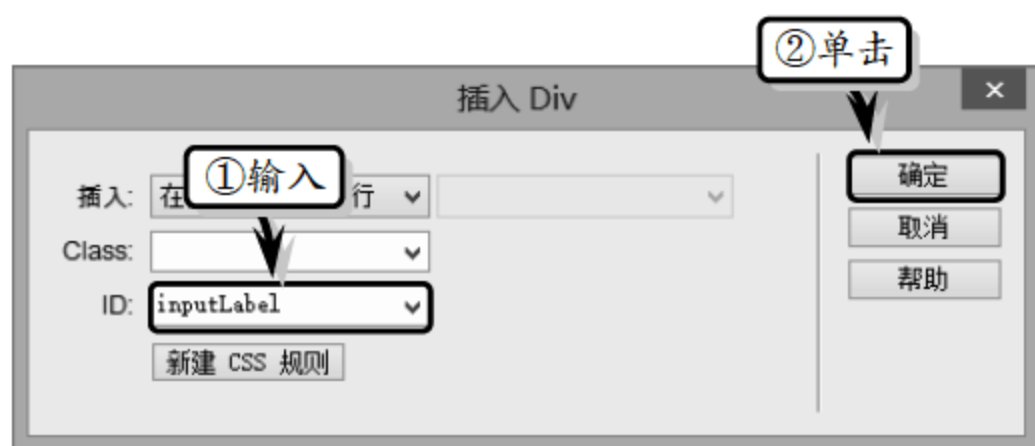 ②单击
插入 Div
①输入
插入: 在 行
确定
取消
Class:
ID: inputLabel
帮助
新建 CSS 规则